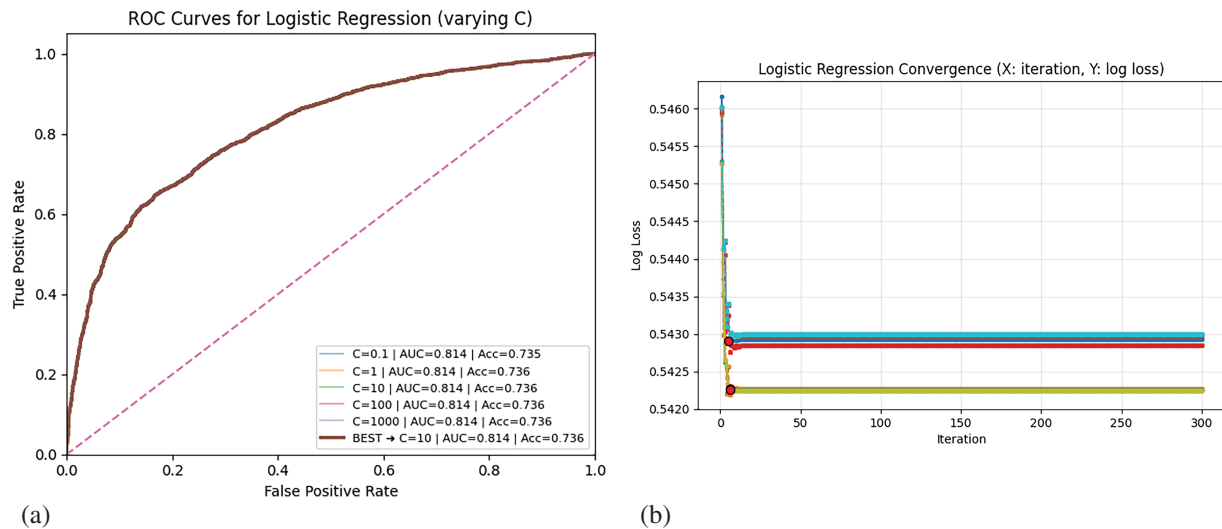 ROC Curves for Logistic Regression (varying C)
1.0
0.8
0.6
0.4
0.2
0.0
True Positive Rate
C=0.1 | AUC=0.814 | Acc=0.735
C=1 | AUC=0.814 | Acc=0.736
C=10 | AUC=0.814 | Acc=0.736
C=100 | AUC=0.814 | Acc=0.736
C=1000 | AUC=0.814 | Acc=0.736
BEST → C=10 | AUC=0.814 | Acc=0.736
0.0 0.2 0.4 0.6 0.8 1.0
False Positive Rate
(a)
Logistic Regression Convergence (X: iteration, Y: log loss)
0.5460
0.5455
0.5450
0.5445
0.5440
0.5435
0.5430
0.5425
0.5420
Log Loss
0 50 100 150 200 250 300
Iteration
(b)